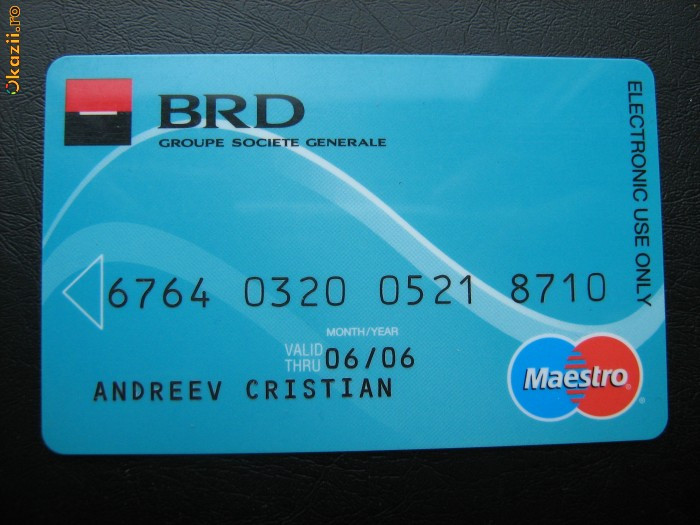 Okazii.ro
BRD
GROUPE SOCIETE GENERALE
ELECTRONIC USE ONLY
6764 0320 0521 8710
MONTH/YEAR
VALID THRU 06/06
ANDREEV CRISTIAN
Maestro